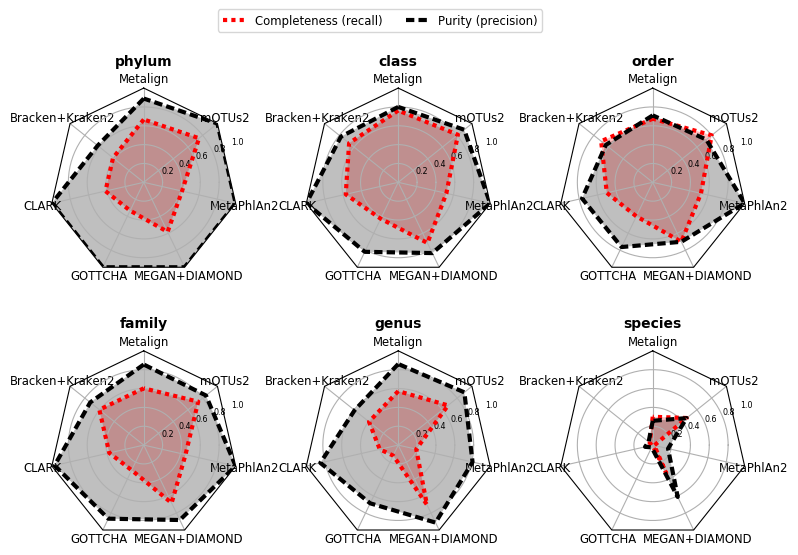 Completeness (recall) Purity (precision)
phylum class order
Metalign Metalign Metalign
Bracken+Kraken2 mOTUs2 Bracken+Kraken2 mOTUs2 Bracken+Kraken2 mOTUs2
0.2 0.4 0.6 0.8 1.0 0.2 0.4 0.6 0.8 1.0 0.2 0.4 0.6 0.8 1.0
CLARK MetaPhlAn2 CLARK MetaPhlAn2 CLARK MetaPhlAn2
GOTTCHA MEGAN+DIAMOND GOTTCHA MEGAN+DIAMOND GOTTCHA MEGAN+DIAMOND
family genus species
Metalign Metalign Metalign
Bracken+Kraken2 mOTUs2 Bracken+Kraken2 mOTUs2 Bracken+Kraken2 mOTUs2
0.2 0.4 0.6 0.8 1.0 0.2 0.4 0.6 0.8 1.0 0.2 0.4 0.6 0.8 1.0
CLARK MetaPhlAn2 CLARK MetaPhlAn2 CLARK MetaPhlAn2
GOTTCHA MEGAN+DIAMOND GOTTCHA MEGAN+DIAMOND GOTTCHA MEGAN+DIAMOND